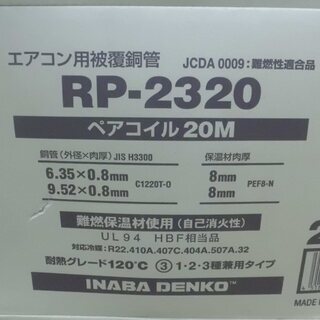 エアコン用被覆銅管
JCDA 0009：難燃性適合品
RP-2320
ペアコイル 20M
銅管（外径×肉厚）JIS H3300
保温材肉厚
6.35×0.8mm
9.52×0.8mm
C1220T-O
8mm
8mm
PEF8-N
難燃保温材使用（自己消火性）
UL94 HBF相当品
対応冷媒：R22.410A.407C.404A.507A.32
耐熱グレード120℃ ③1・2・3種兼用タイプ
INABA DENKO
MADE